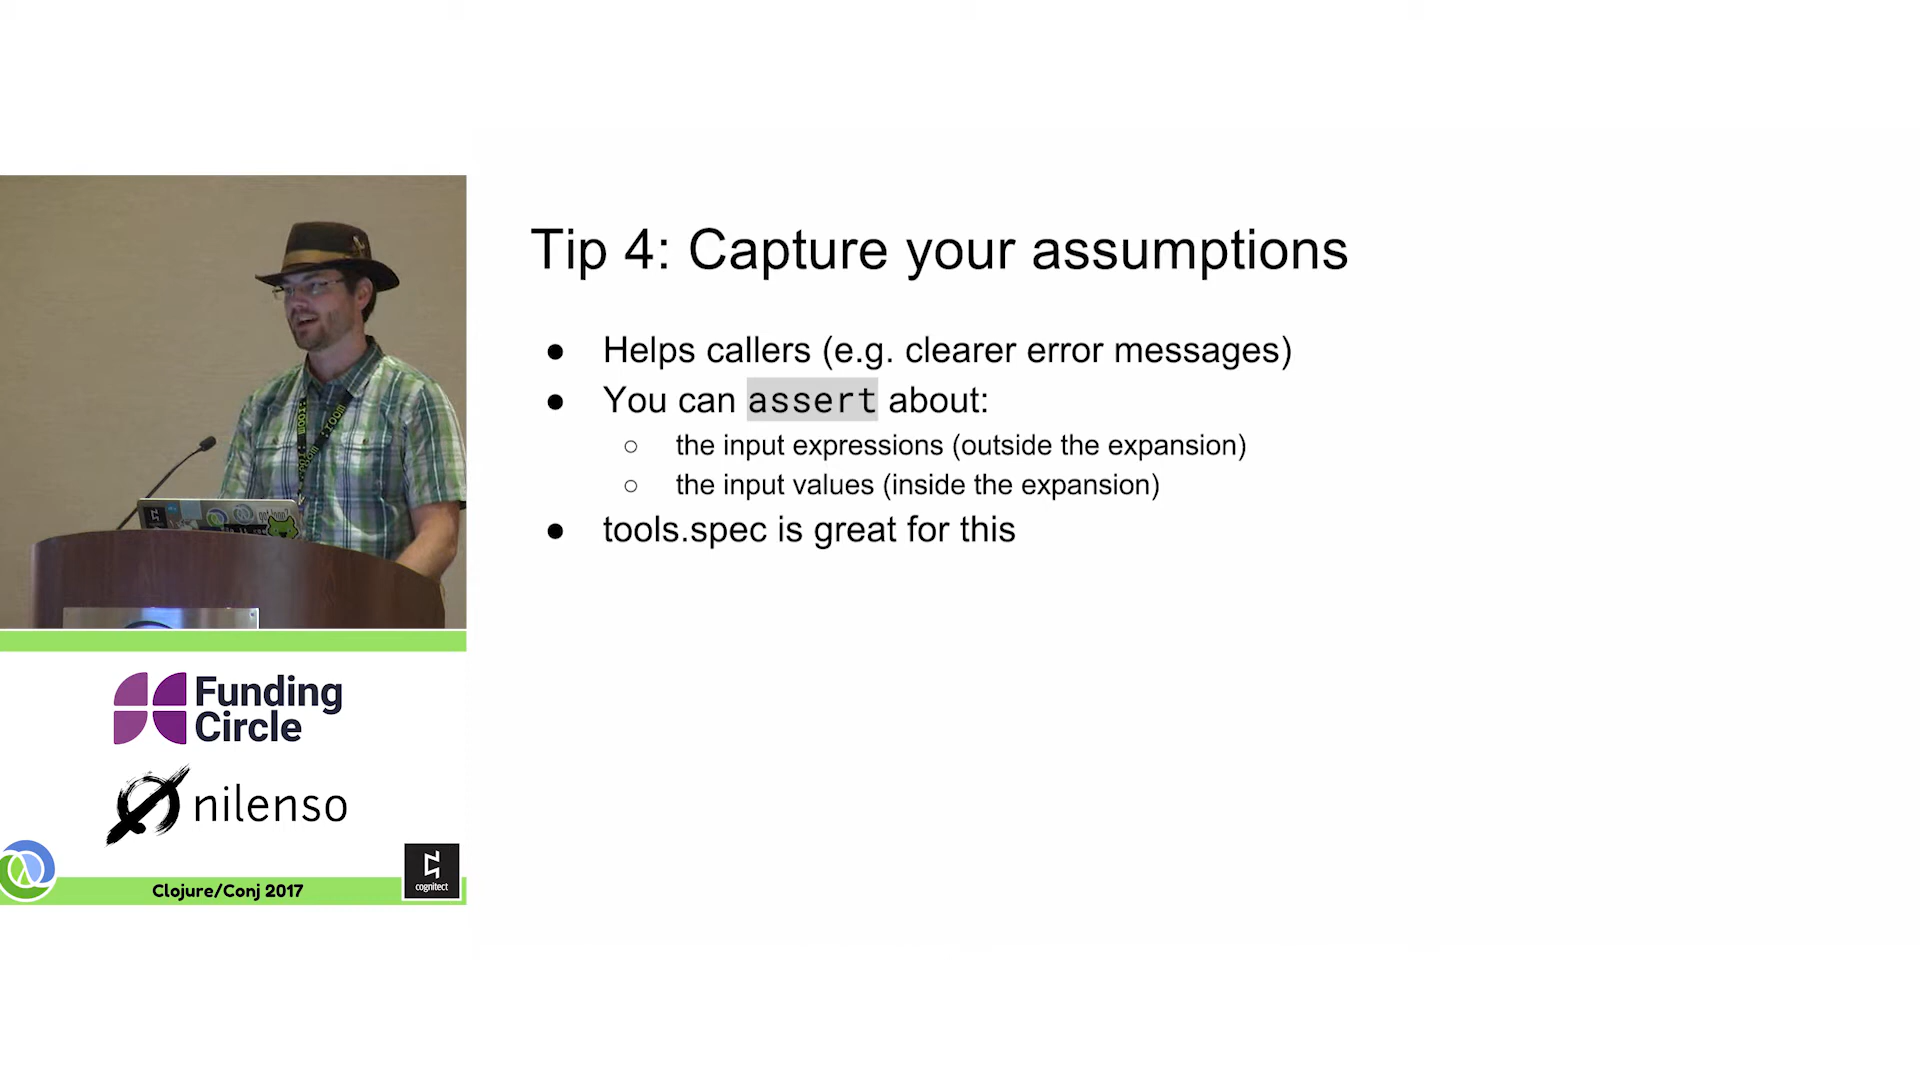 Tip 4: Capture your assumptions
● Helps callers (e.g. clearer error messages)
● You can assert about:
○ the input expressions (outside the expansion)
○ the input values (inside the expansion)
● tools.spec is great for this
Funding
Circle
nilenso
cognitect
Clojure/Conj 2017